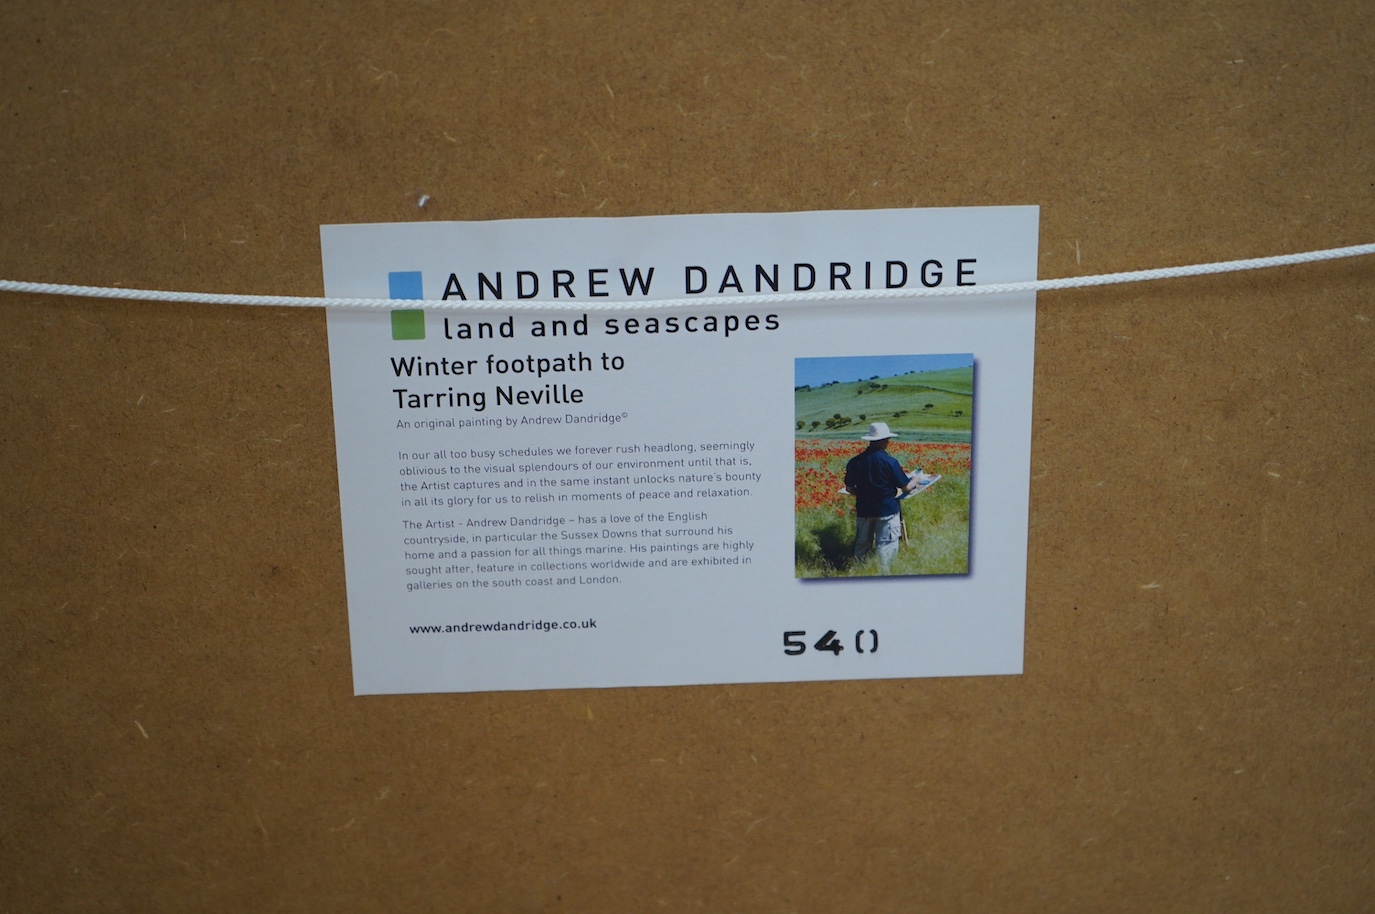 ANDREW DANDRIDGE
land and seascapes
Winter footpath to
Tarring Neville
An original painting by Andrew Dandridge©
In our all too busy schedules we forever rush headlong, seemingly
oblivious to the visual splendours of our environment until that is,
the Artist captures and in the same instant unlocks nature's bounty
in all its glory for us to relish in moments of peace and relaxation.
The Artist - Andrew Dandridge – has a love of the English
countryside, in particular the Sussex Downs that surround his
home and a passion for all things marine. His paintings are highly
sought after, feature in collections worldwide and are exhibited in
galleries on the south coast and London.
www.andrewdandridge.co.uk
540